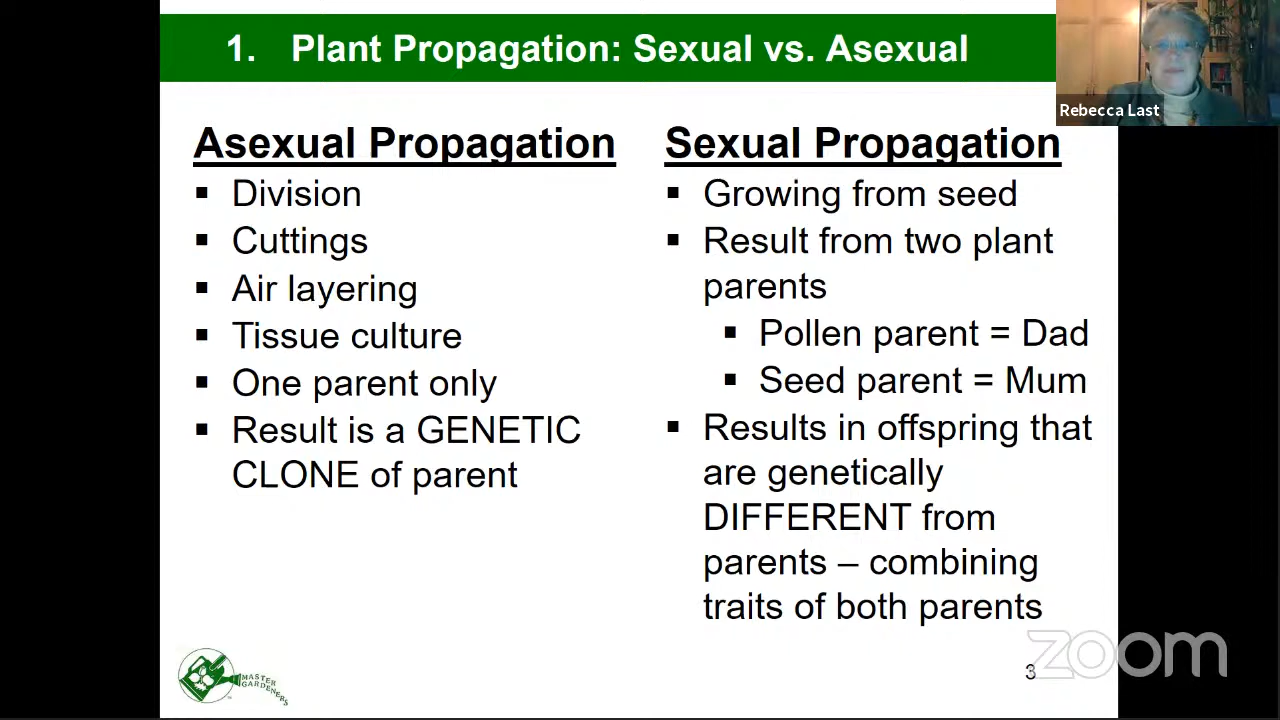 1. Plant Propagation: Sexual vs. Asexual
Rebecca Last
Asexual Propagation
▪ Division
▪ Cuttings
▪ Air layering
▪ Tissue culture
▪ One parent only
▪ Result is a GENETIC
CLONE of parent
Sexual Propagation
▪ Growing from seed
▪ Result from two plant
parents
▪ Pollen parent = Dad
▪ Seed parent = Mum
▪ Results in offspring that
are genetically
DIFFERENT from
parents – combining
traits of both parents
MASTER
GARDENERS
3
zoom